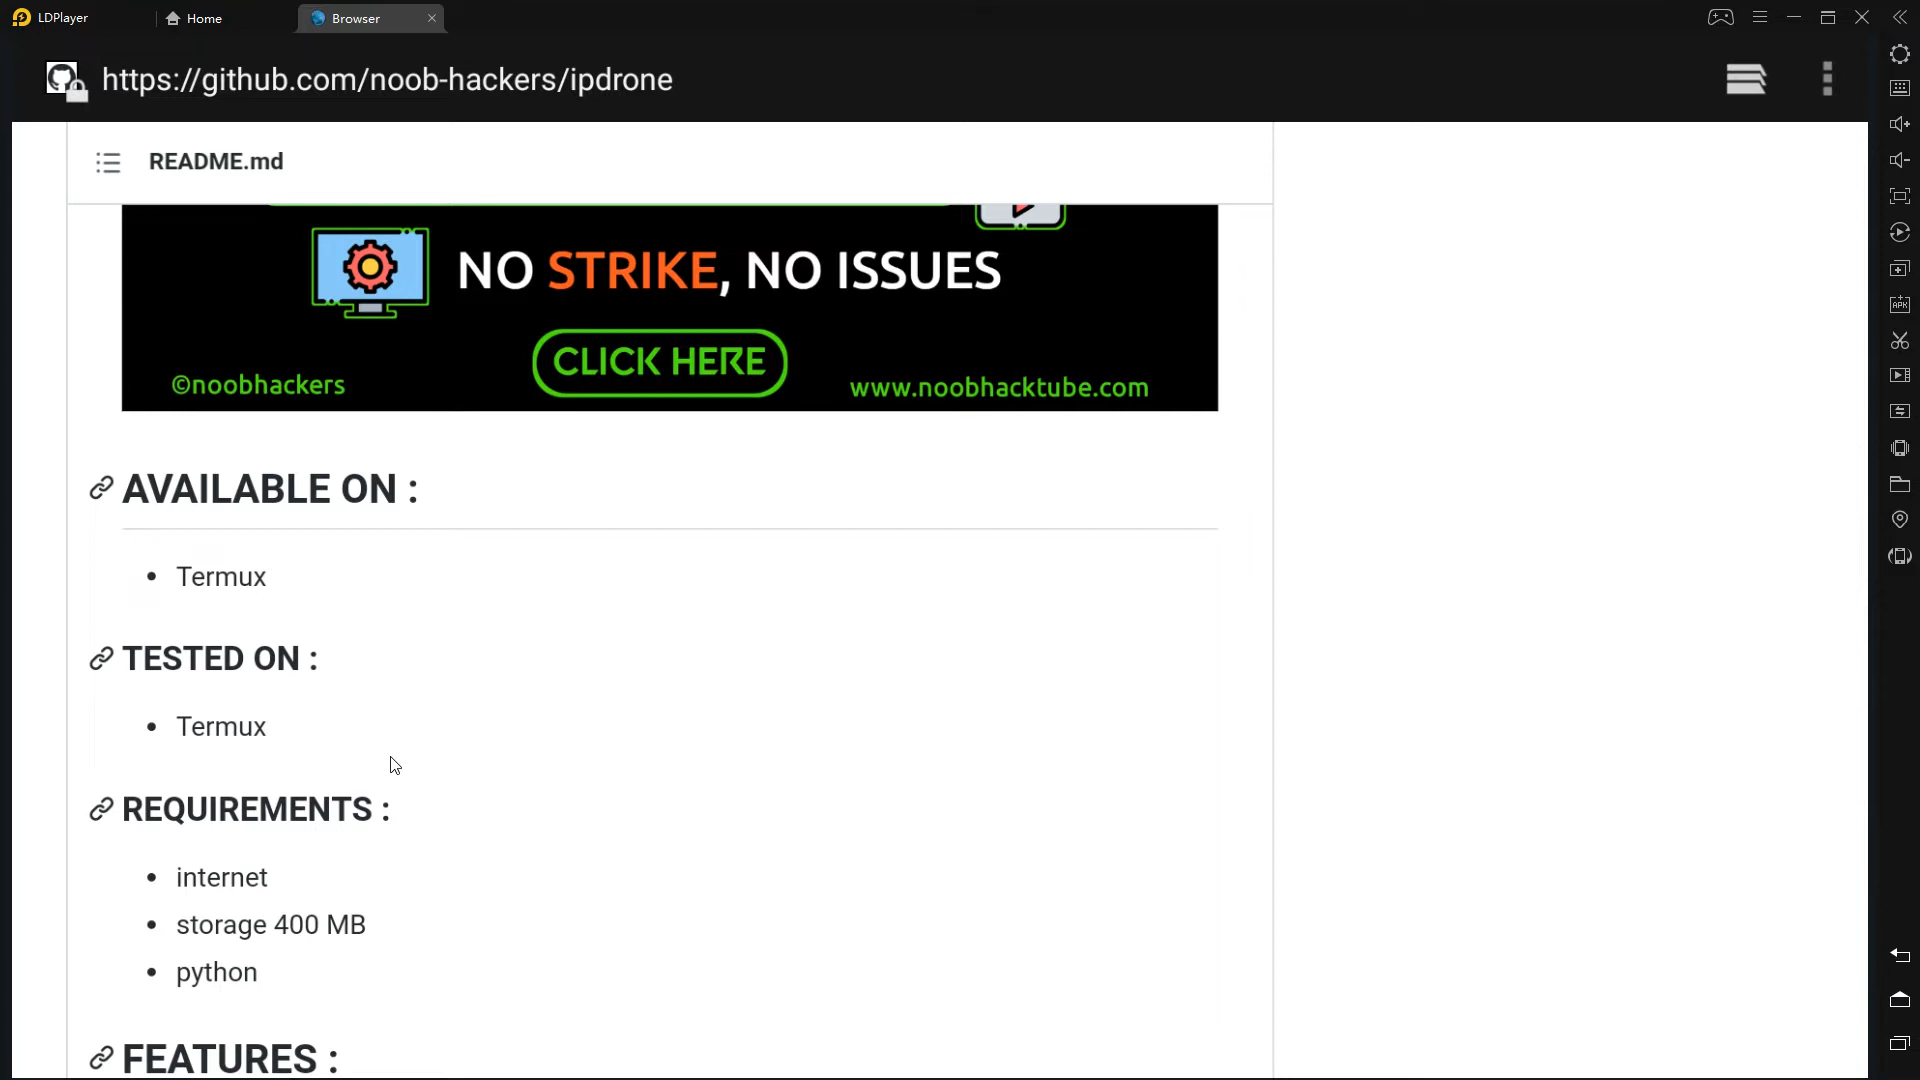 LDPlayer
Home
Browser
https://github.com/noob-hackers/ipdrone
README.md
NO STRIKE, NO ISSUES
CLICK HERE
©noobhackers
www.noobhacktube.com
AVAILABLE ON :
• Termux
TESTED ON :
• Termux
REQUIREMENTS :
• internet
• storage 400 MB
• python
FEATURES :
APK